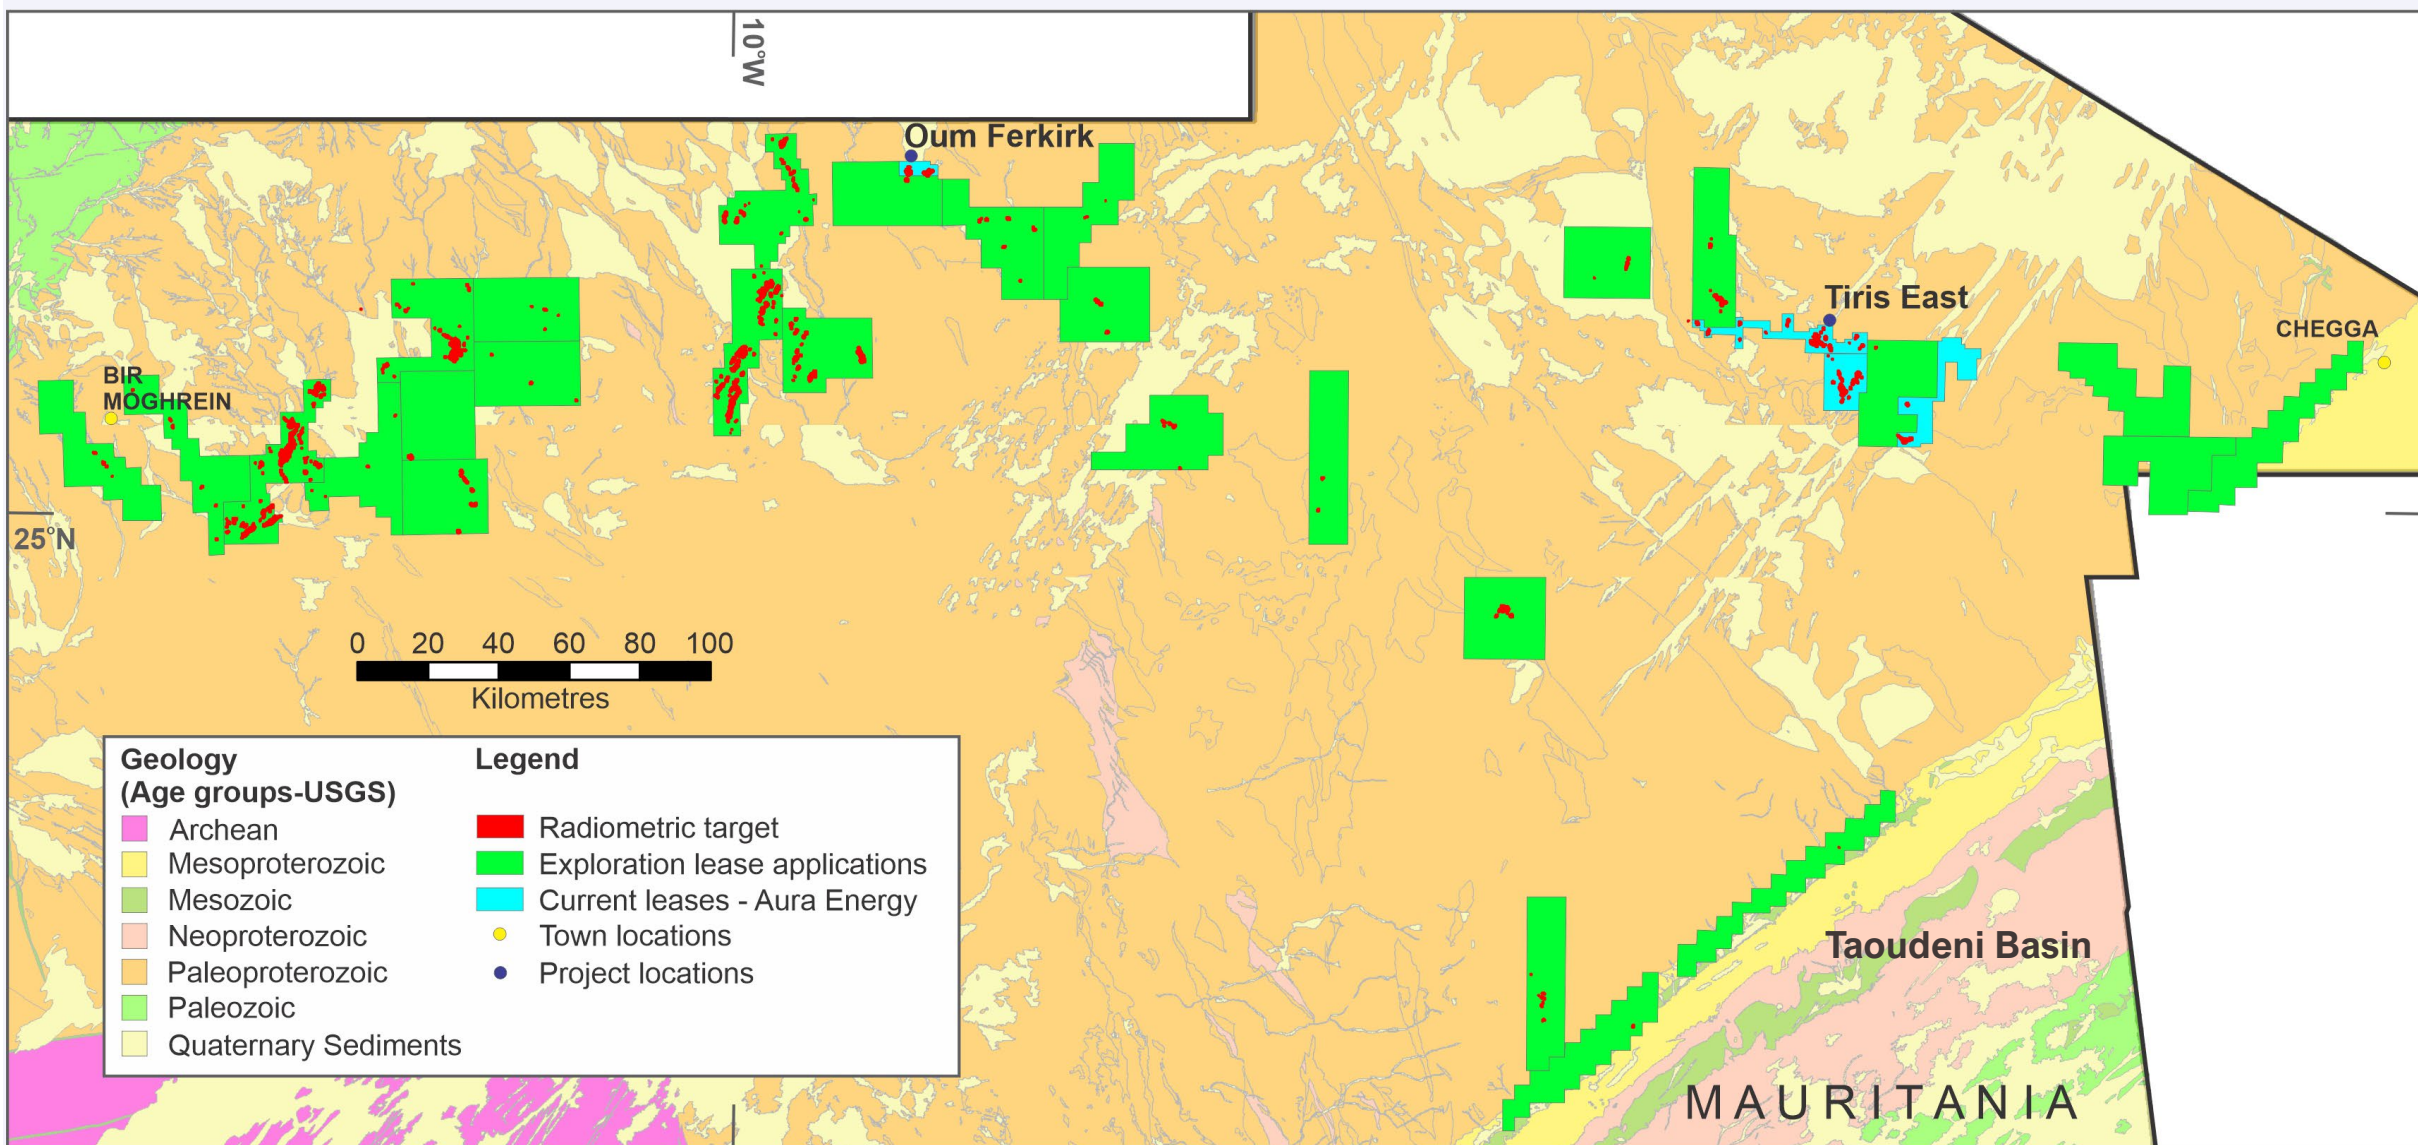 10°W
Oum Ferkirk
Tiris East
CHEGGA
BIR
MOGHREIN
25°N
0 20 40 60 80 100
Kilometres
Geology
(Age groups-USGS)
Archean
Mesoproterozoic
Mesozoic
Neoproterozoic
Paleoproterozoic
Paleozoic
Quaternary Sediments
Legend
Radiometric target
Exploration lease applications
Current leases - Aura Energy
Town locations
Project locations
Taoudeni Basin
MAURITANIA